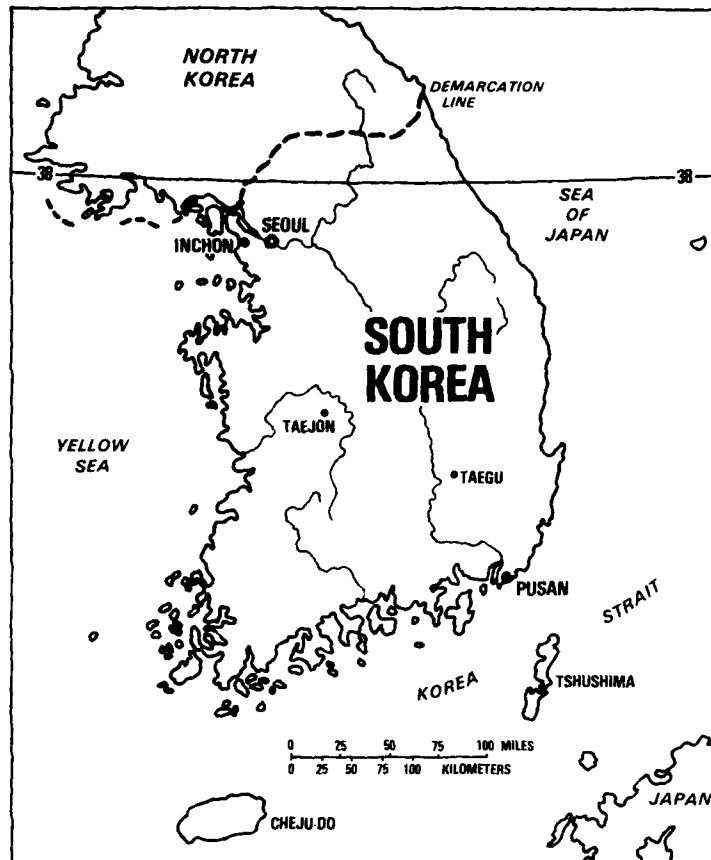 NORTH
KOREA
DEMARCATION
LINE
38
38
SEA
OF
JAPAN
SEOUL
INCHON
SOUTH
KOREA
TAEJON
YELLOW
SEA
TAEGU
PUSAN
STRAIT
KOREA
TSHUSHIMA
0 25 50 75 100 MILES
0 25 50 75 100 KILOMETERS
JAPAN
CHEJU-DO